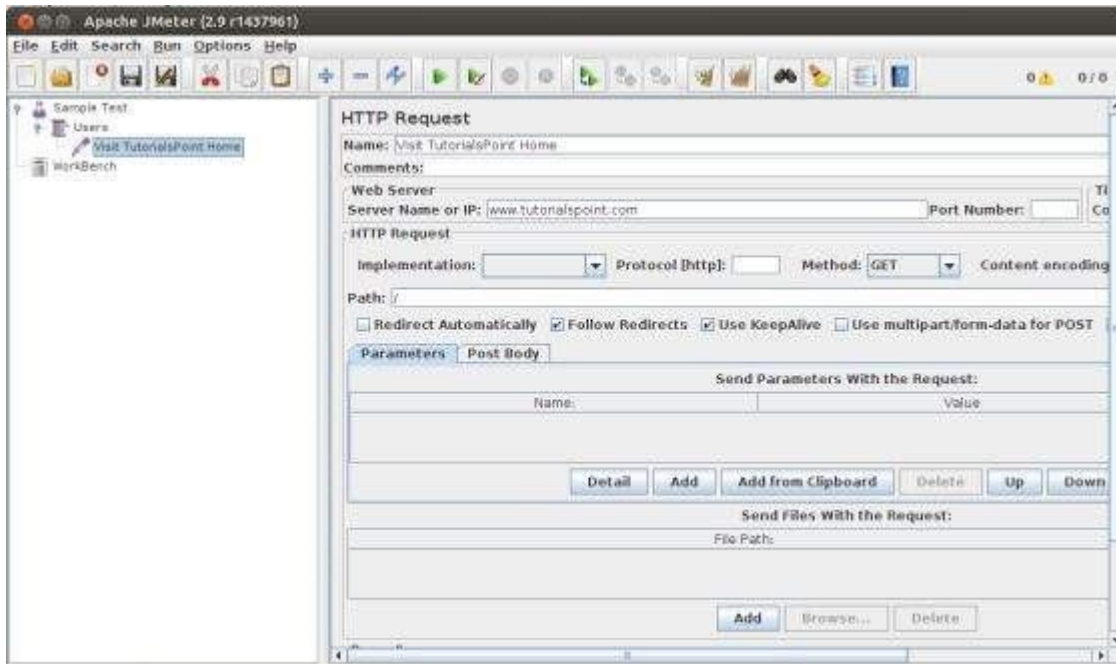 Apache JMeter (2.9 r1437961)
File Edit Search Run Options Help
0 0 / 0
Sample Test
Users
Visit TutorialsPoint Home
WorkBench
HTTP Request
Name: Visit TutorialsPoint Home
Comments:
Web Server
Server Name or IP: www.tutorialspoint.com Port Number: Co
HTTP Request
Implementation: Protocol [http]: Method: GET Content encoding
Path: /
Redirect Automatically Follow Redirects Use KeepAlive Use multipart/form-data for POST
Parameters Post Body
Send Parameters With the Request:
Name: Value
Detail Add Add from Clipboard Delete Up Down
Send Files With the Request:
File Path:
Add Browse... Delete